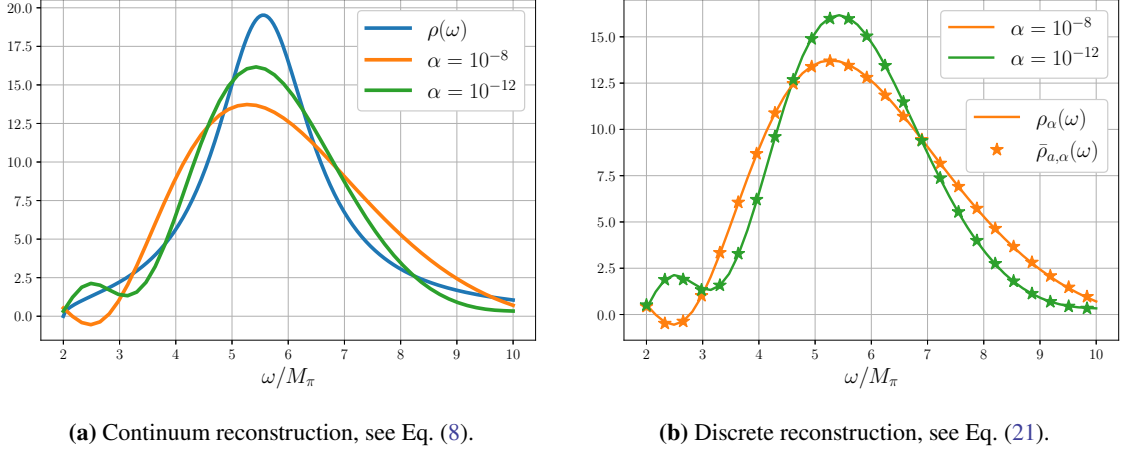 20.0
17.5
15.0
12.5
10.0
7.5
5.0
2.5
0.0
2 3 4 5 6 7 8 9 10
ω/M_π
ρ(ω)
α = 10⁻⁸
α = 10⁻¹²
(a) Continuum reconstruction, see Eq. (8).
15.0
12.5
10.0
7.5
5.0
2.5
0.0
2 3 4 5 6 7 8 9 10
ω/M_π
α = 10⁻⁸
α = 10⁻¹²
ρ_α(ω)
ρ̄_{a,α}(ω)
(b) Discrete reconstruction, see Eq. (21).